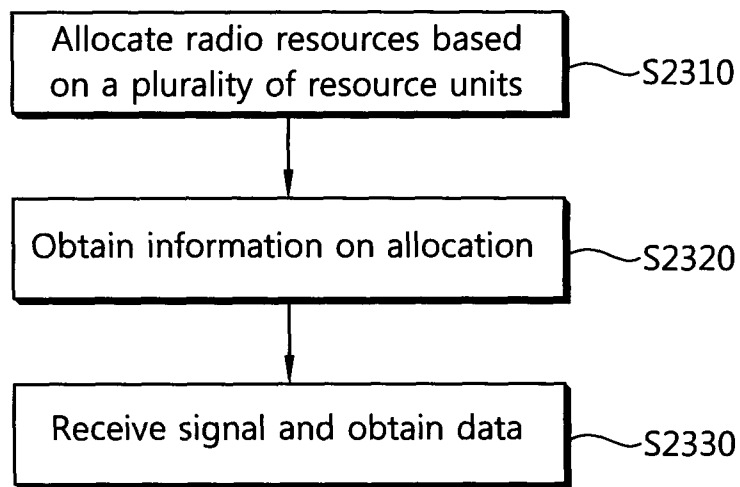 Allocate radio resources based
on a plurality of resource units
S2310
Obtain information on allocation
S2320
Receive signal and obtain data
S2330